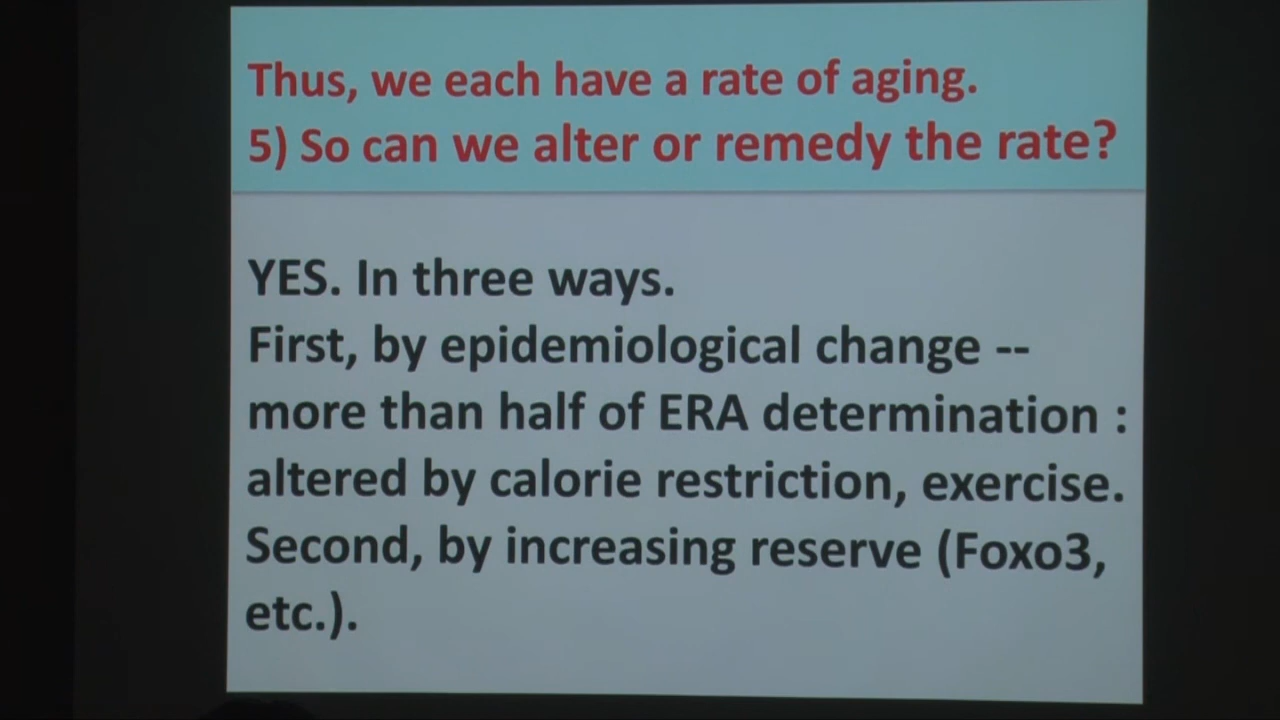 Thus, we each have a rate of aging.
5) So can we alter or remedy the rate?
YES. In three ways.
First, by epidemiological change --
more than half of ERA determination :
altered by calorie restriction, exercise.
Second, by increasing reserve (Foxo3,
etc.).